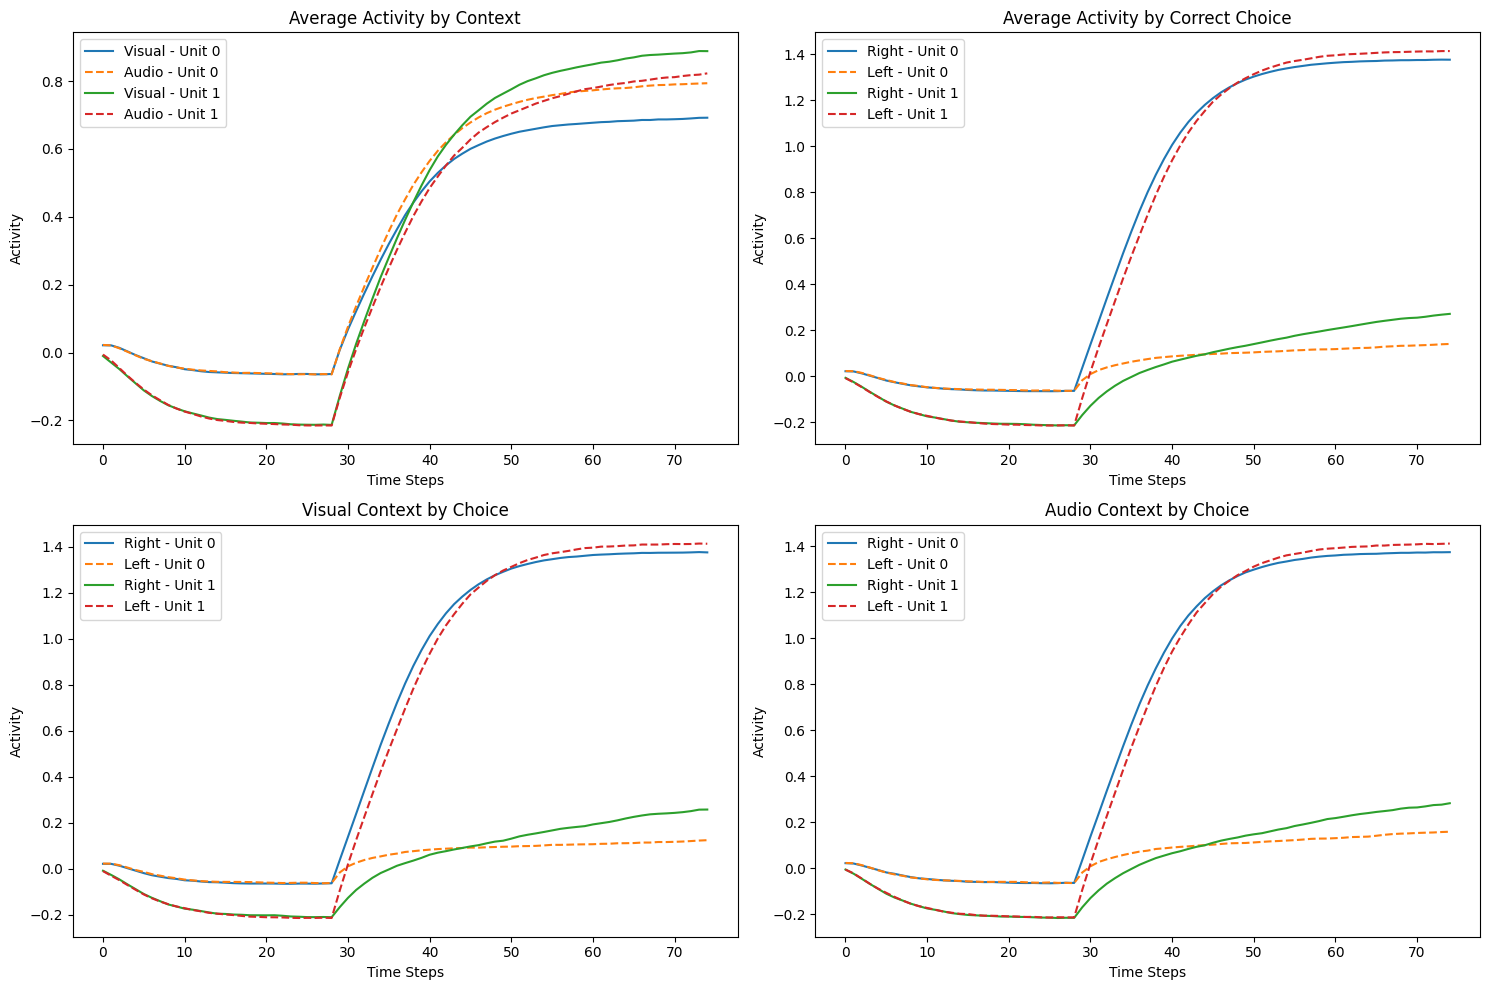 Average Activity by Context
Visual - Unit 0
Audio - Unit 0
Visual - Unit 1
Audio - Unit 1
Activity
0.8
0.6
0.4
0.2
0.0
−0.2
0 10 20 30 40 50 60 70
Time Steps
Average Activity by Correct Choice
Right - Unit 0
Left - Unit 0
Right - Unit 1
Left - Unit 1
Activity
1.4
1.2
1.0
0.8
0.6
0.4
0.2
0.0
−0.2
0 10 20 30 40 50 60 70
Time Steps
Visual Context by Choice
Right - Unit 0
Left - Unit 0
Right - Unit 1
Left - Unit 1
Activity
1.4
1.2
1.0
0.8
0.6
0.4
0.2
0.0
−0.2
0 10 20 30 40 50 60 70
Time Steps
Audio Context by Choice
Right - Unit 0
Left - Unit 0
Right - Unit 1
Left - Unit 1
Activity
1.4
1.2
1.0
0.8
0.6
0.4
0.2
0.0
−0.2
0 10 20 30 40 50 60 70
Time Steps